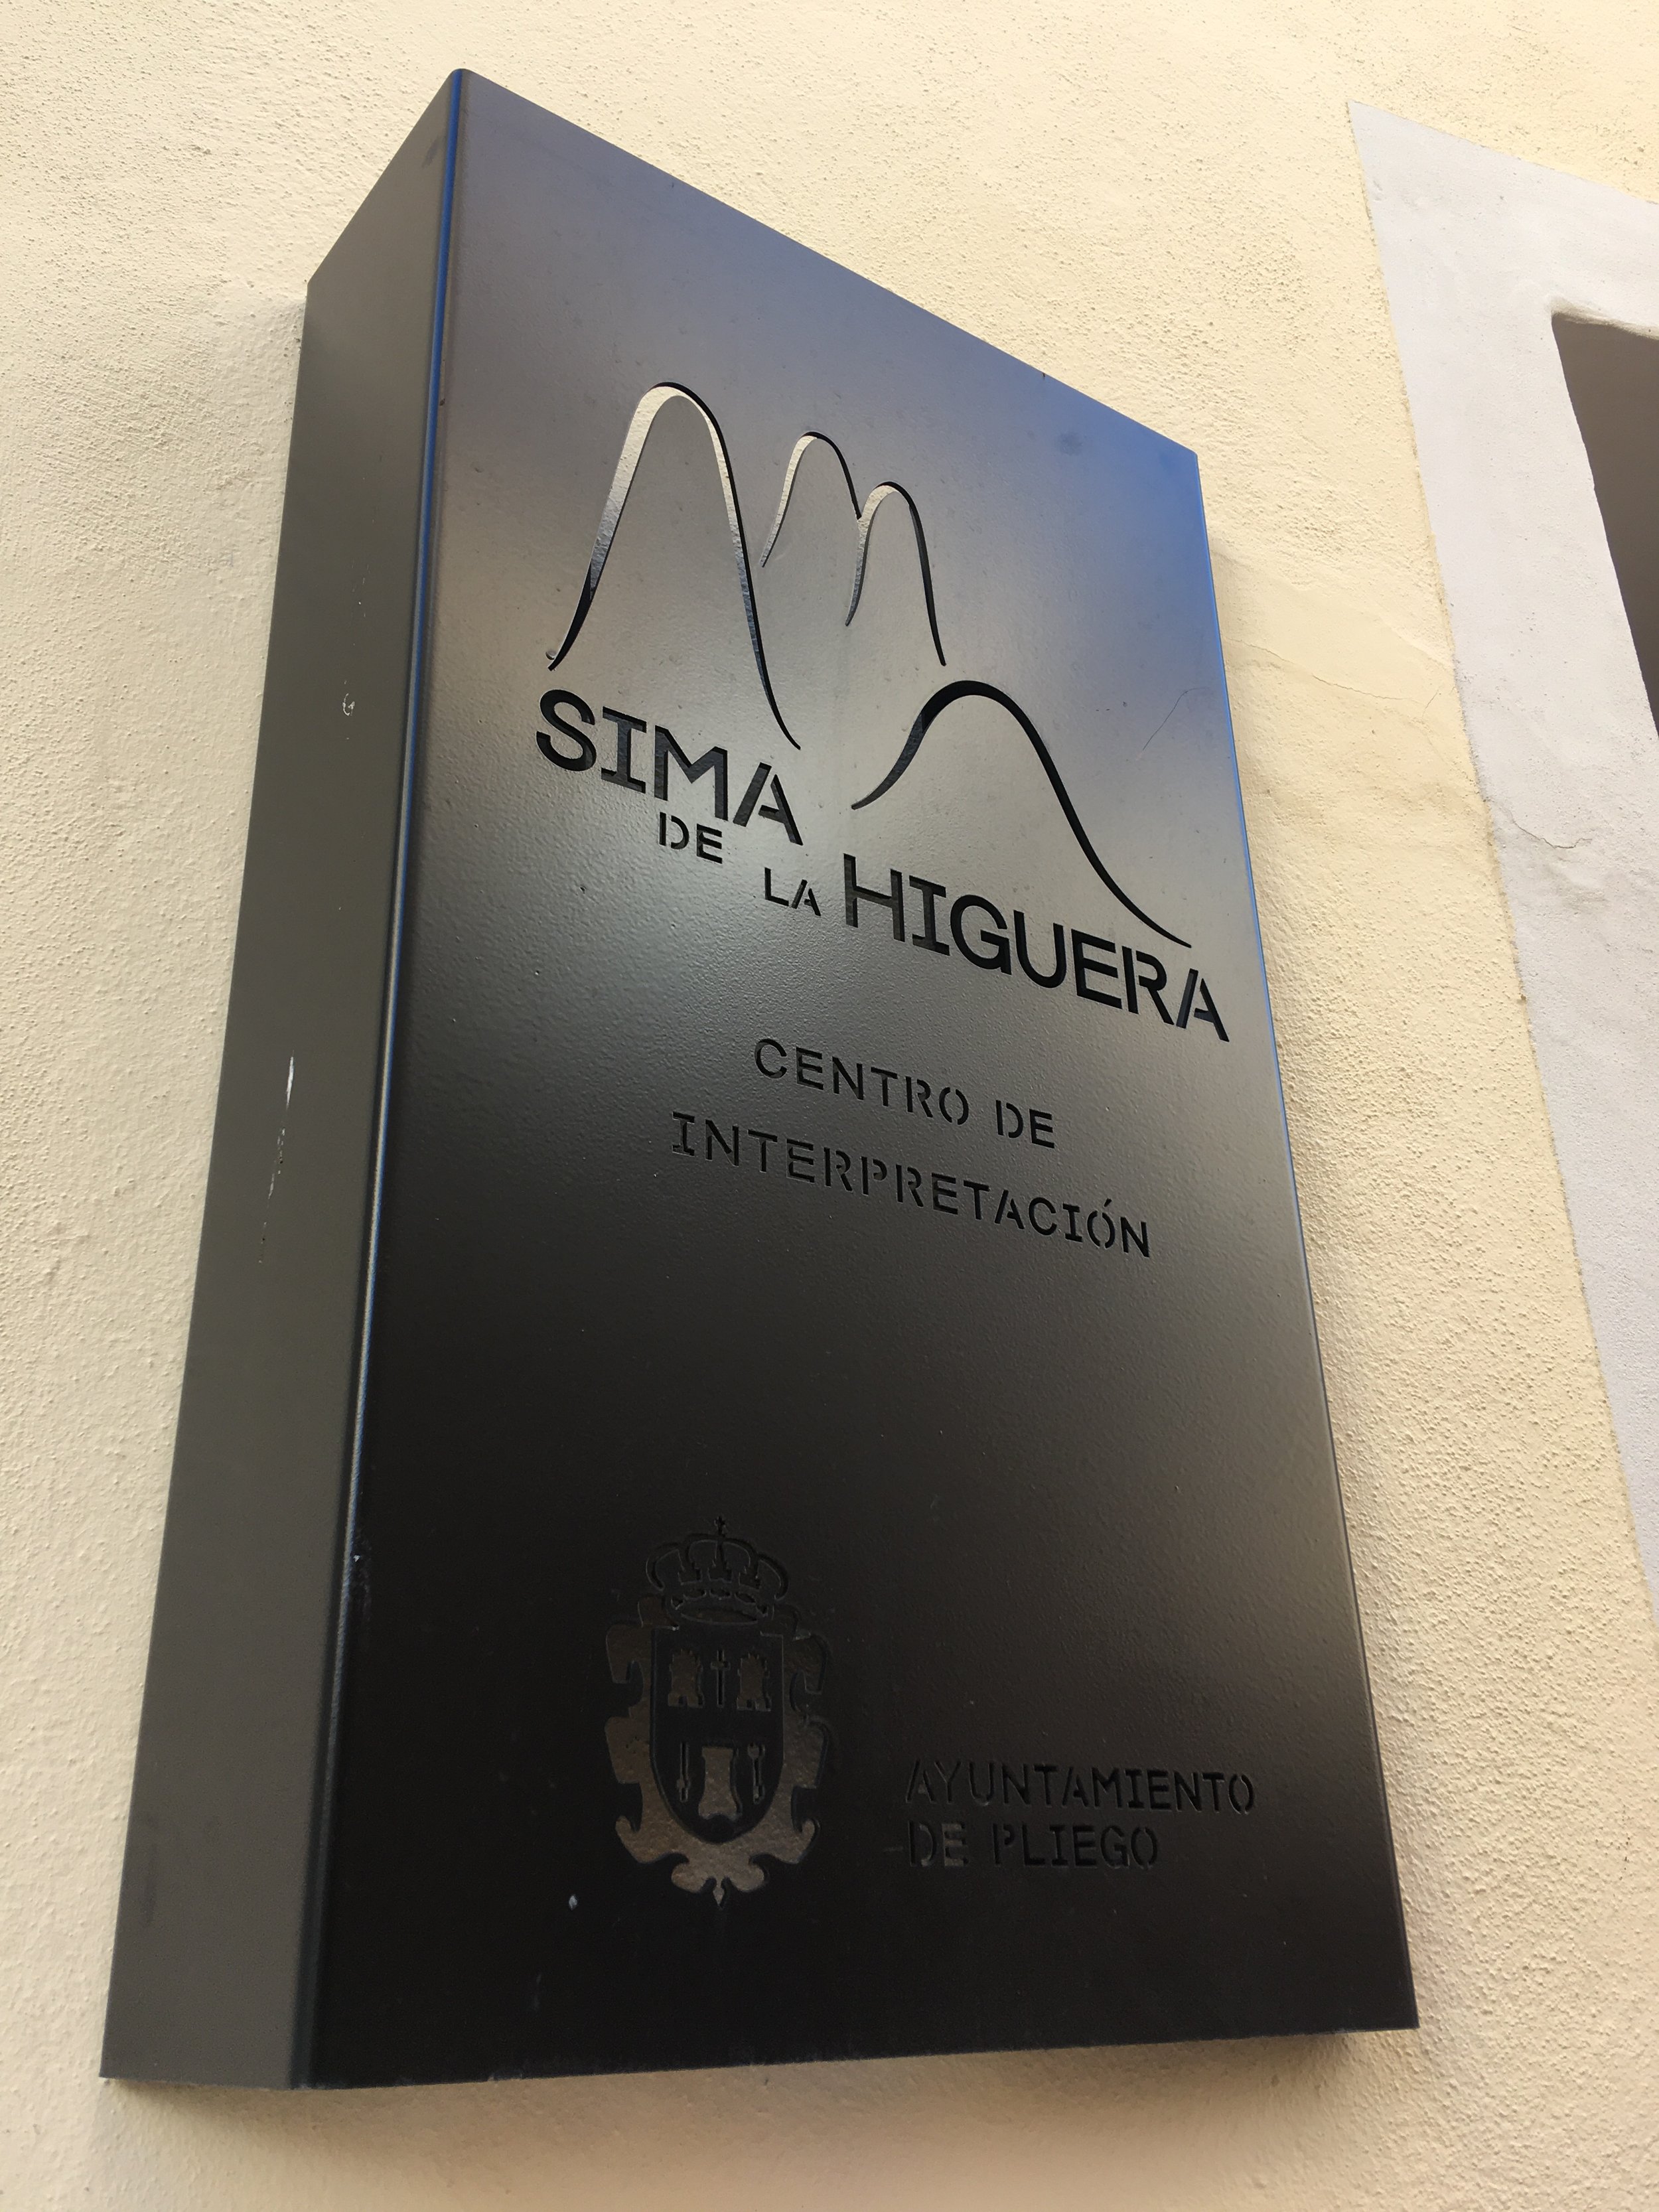 SIMA
DE
LA HIGUERA
CENTRO DE
INTERPRETACIÓN
AYUNTAMIENTO
DE PLIEGO